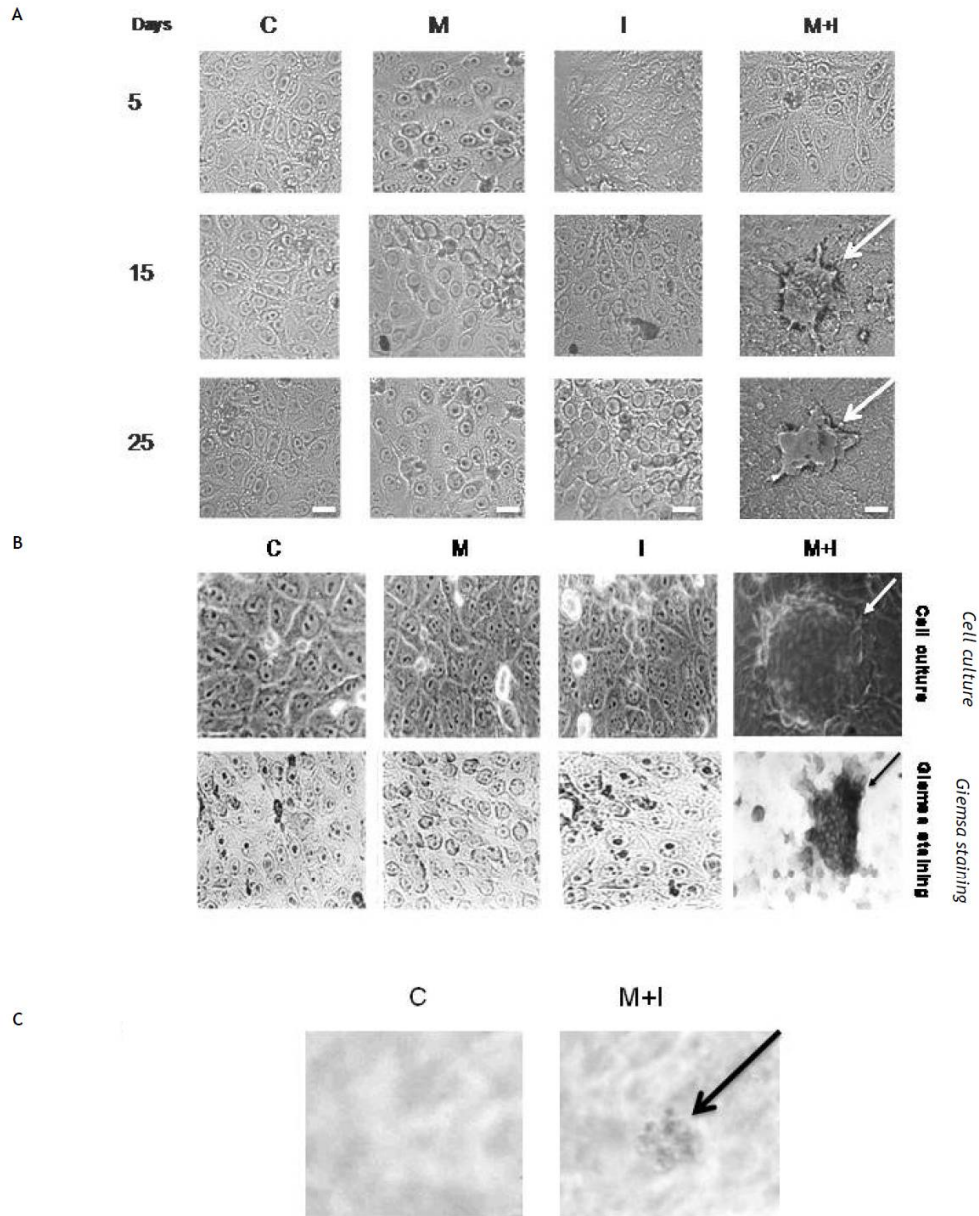 A
Days C M I M+I
5
15
25
B
C M I M+I
Cell culture
Cell culture
Giemsa staining
Giemsa staining
C M+I
C